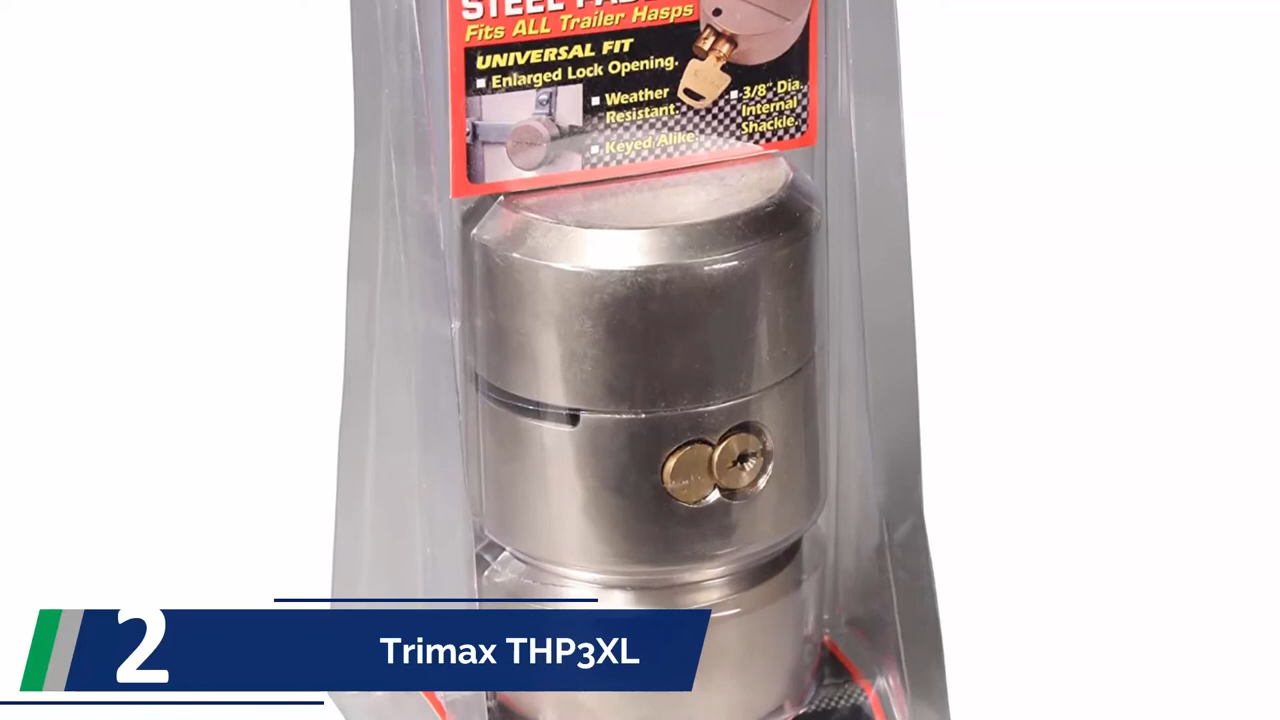 STEEL
Fits ALL Trailer Hasps
UNIVERSAL FIT
Enlarged Lock Opening.
Weather
Resistant.
Keyed Alike.
3/8" Dia.
Internal
Shackle.
2
Trimax THP3XL